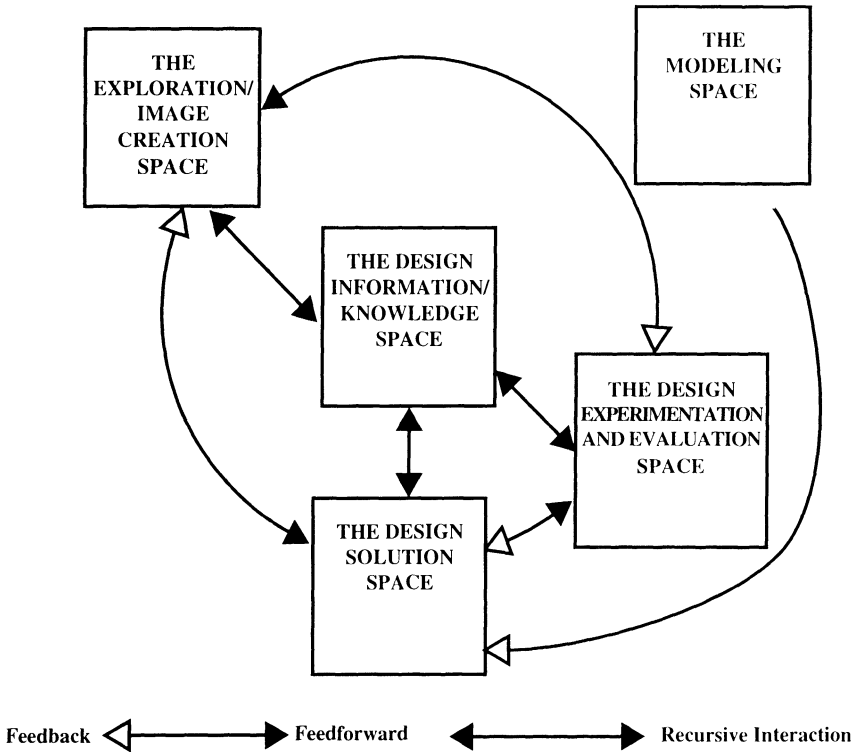 THE
EXPLORATION/
IMAGE
CREATION
SPACE
THE
MODELING
SPACE
THE DESIGN
INFORMATION/
KNOWLEDGE
SPACE
THE DESIGN
EXPERIMENTATION
AND EVALUATION
SPACE
THE DESIGN
SOLUTION
SPACE
Feedback Feedforward Recursive Interaction